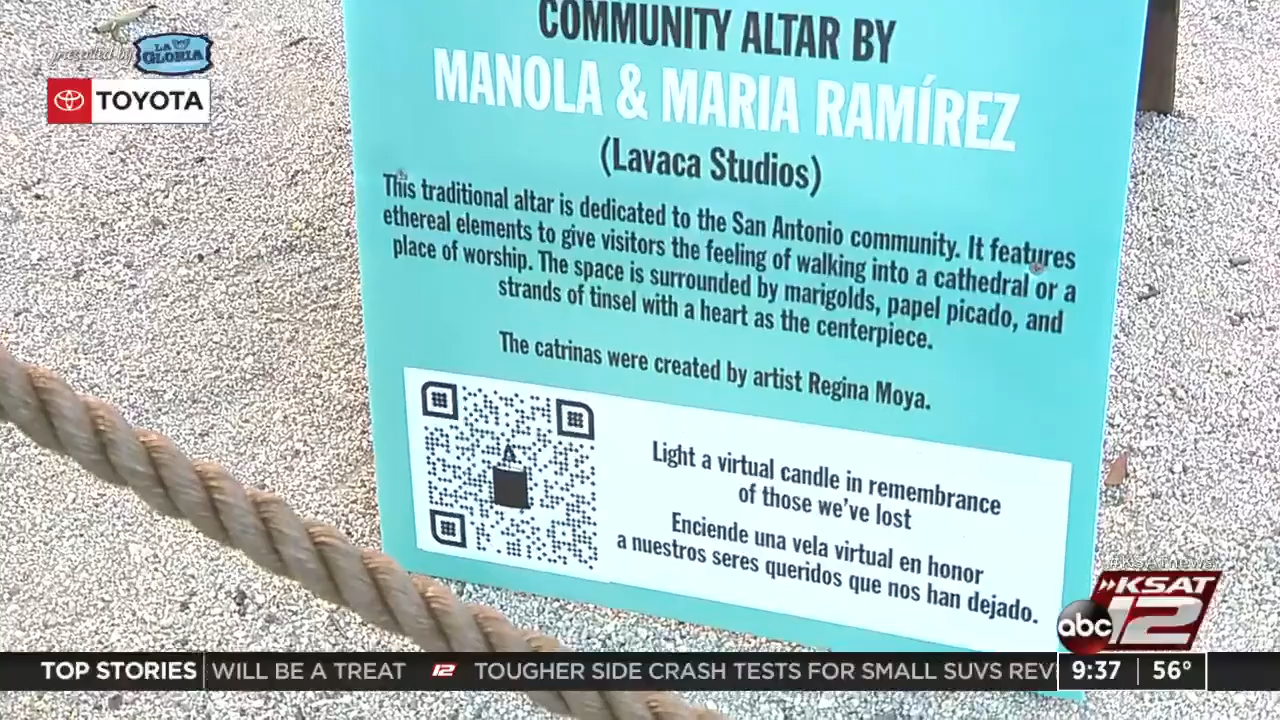 presented by LA GLORIA
TOYOTA
COMMUNITY ALTAR BY
MANOLA & MARIA RAMÍREZ
(Lavaca Studios)
This traditional altar is dedicated to the San Antonio community. It features
ethereal elements to give visitors the feeling of walking into a cathedral or a
place of worship. The space is surrounded by marigolds, papel picado, and
strands of tinsel with a heart as the centerpiece.
The catrinas were created by artist Regina Moya.
Light a virtual candle in remembrance
of those we've lost
Enciende una vela virtual en honor
a nuestros seres queridos que nos han dejado.
KSAT
abc 12
TOP STORIES WILL BE A TREAT 12 TOUGHER SIDE CRASH TESTS FOR SMALL SUVS REV 9:37 56°